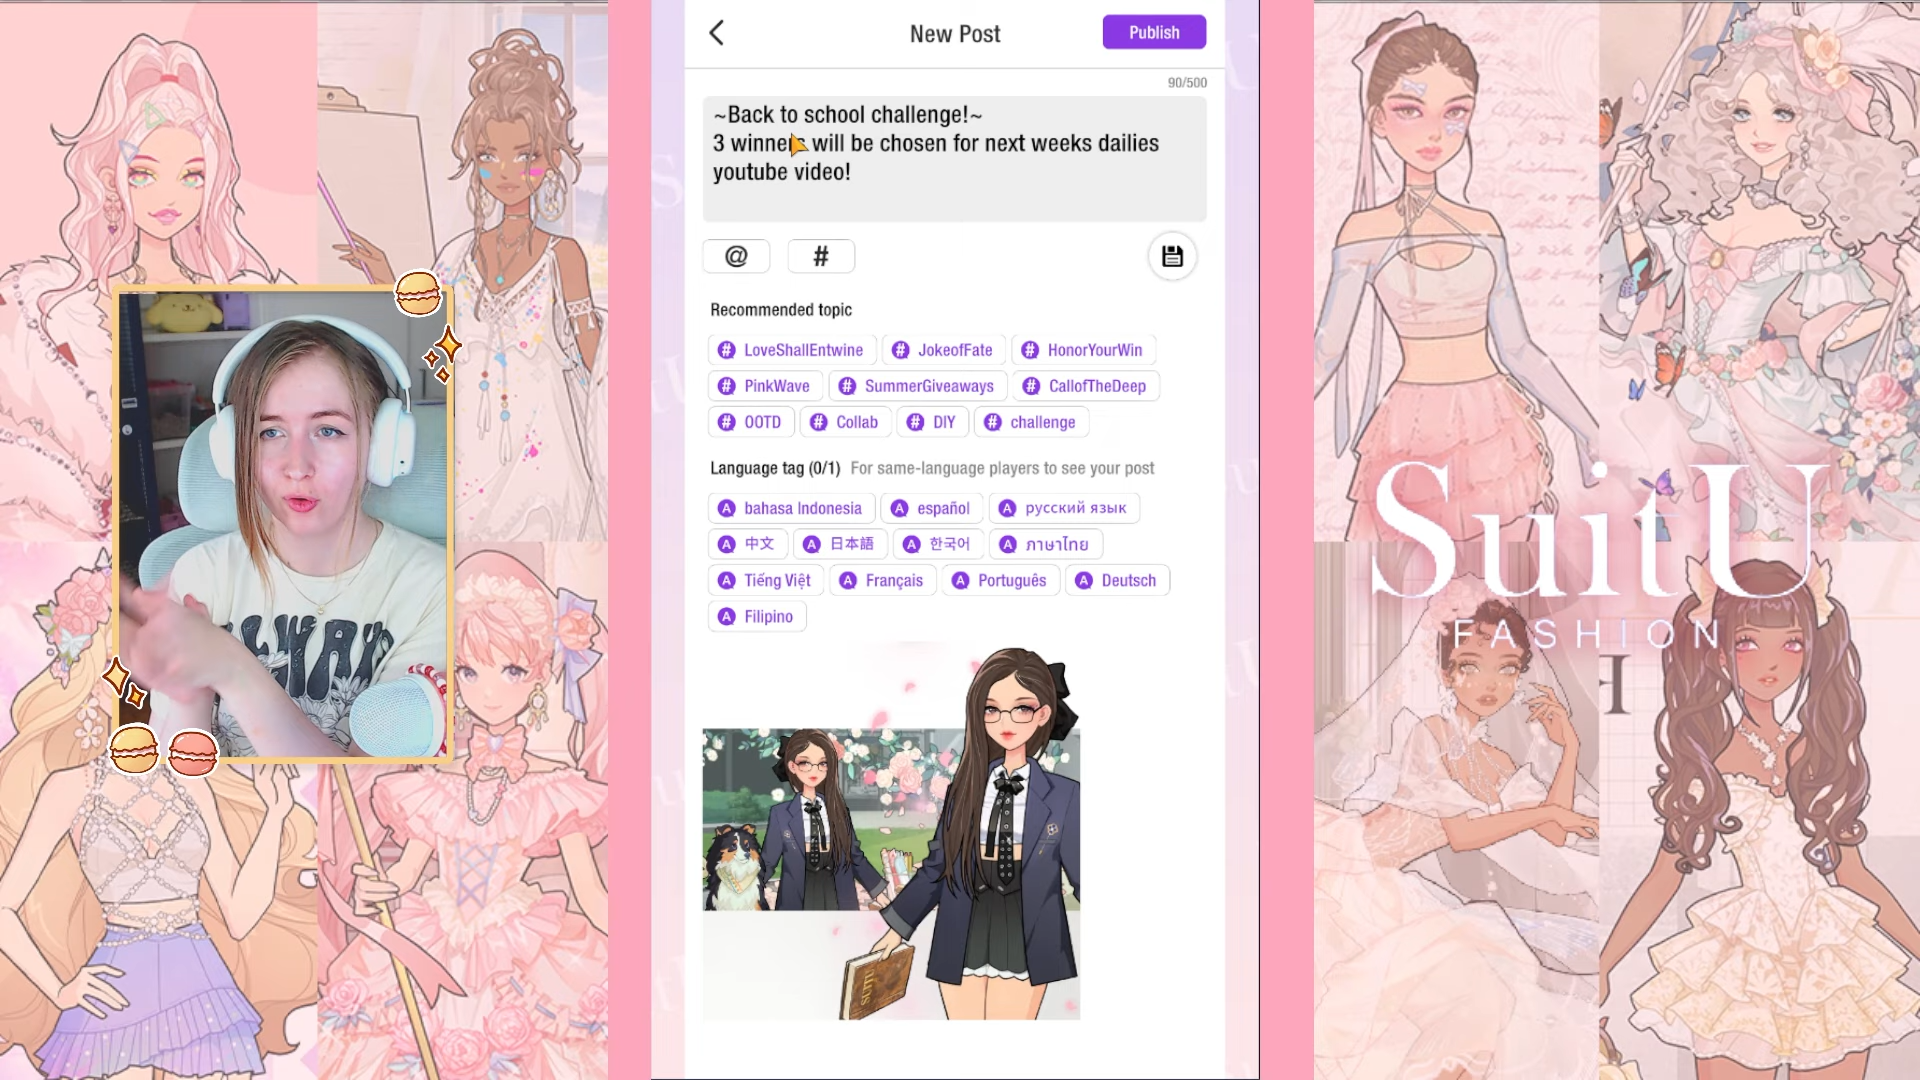 New Post
Publish
90/500
~Back to school challenge!~
3 winners will be chosen for next weeks dailies
youtube video!
@
#
Recommended topic
# LoveShallEntwine
# JokeofFate
# HonorYourWin
# PinkWave
# SummerGiveaways
# CallofTheDeep
# OOTD
# Collab
# DIY
# challenge
Language tag (0/1) For same-language players to see your post
A bahasa Indonesia
A español
A русский язык
A 中文
A 日本語
A 한국어
A ภาษาไทย
A Tiếng Việt
A Français
A Português
A Deutsch
A Filipino
SuitU
FASHION